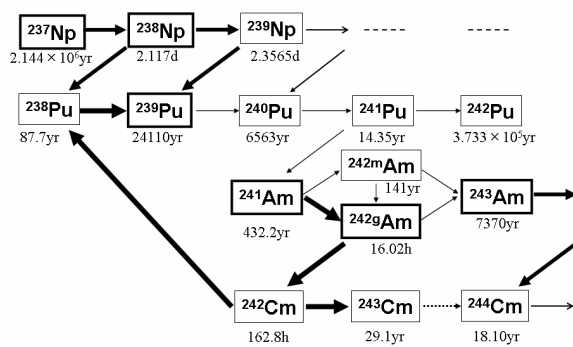 ²³⁷Np ²³⁸Np ²³⁹Np
2.144×10⁶yr 2.117d 2.3565d
²³⁸Pu ²³⁹Pu ²⁴⁰Pu ²⁴¹Pu ²⁴²Pu
87.7yr 24110yr 6563yr 14.35yr 3.733×10⁵yr
²⁴²ᵐAm
141yr
²⁴¹Am ²⁴³Am
432.2yr 7370yr
²⁴²ᵍAm
16.02h
²⁴²Cm ²⁴³Cm ²⁴⁴Cm
162.8h 29.1yr 18.10yr